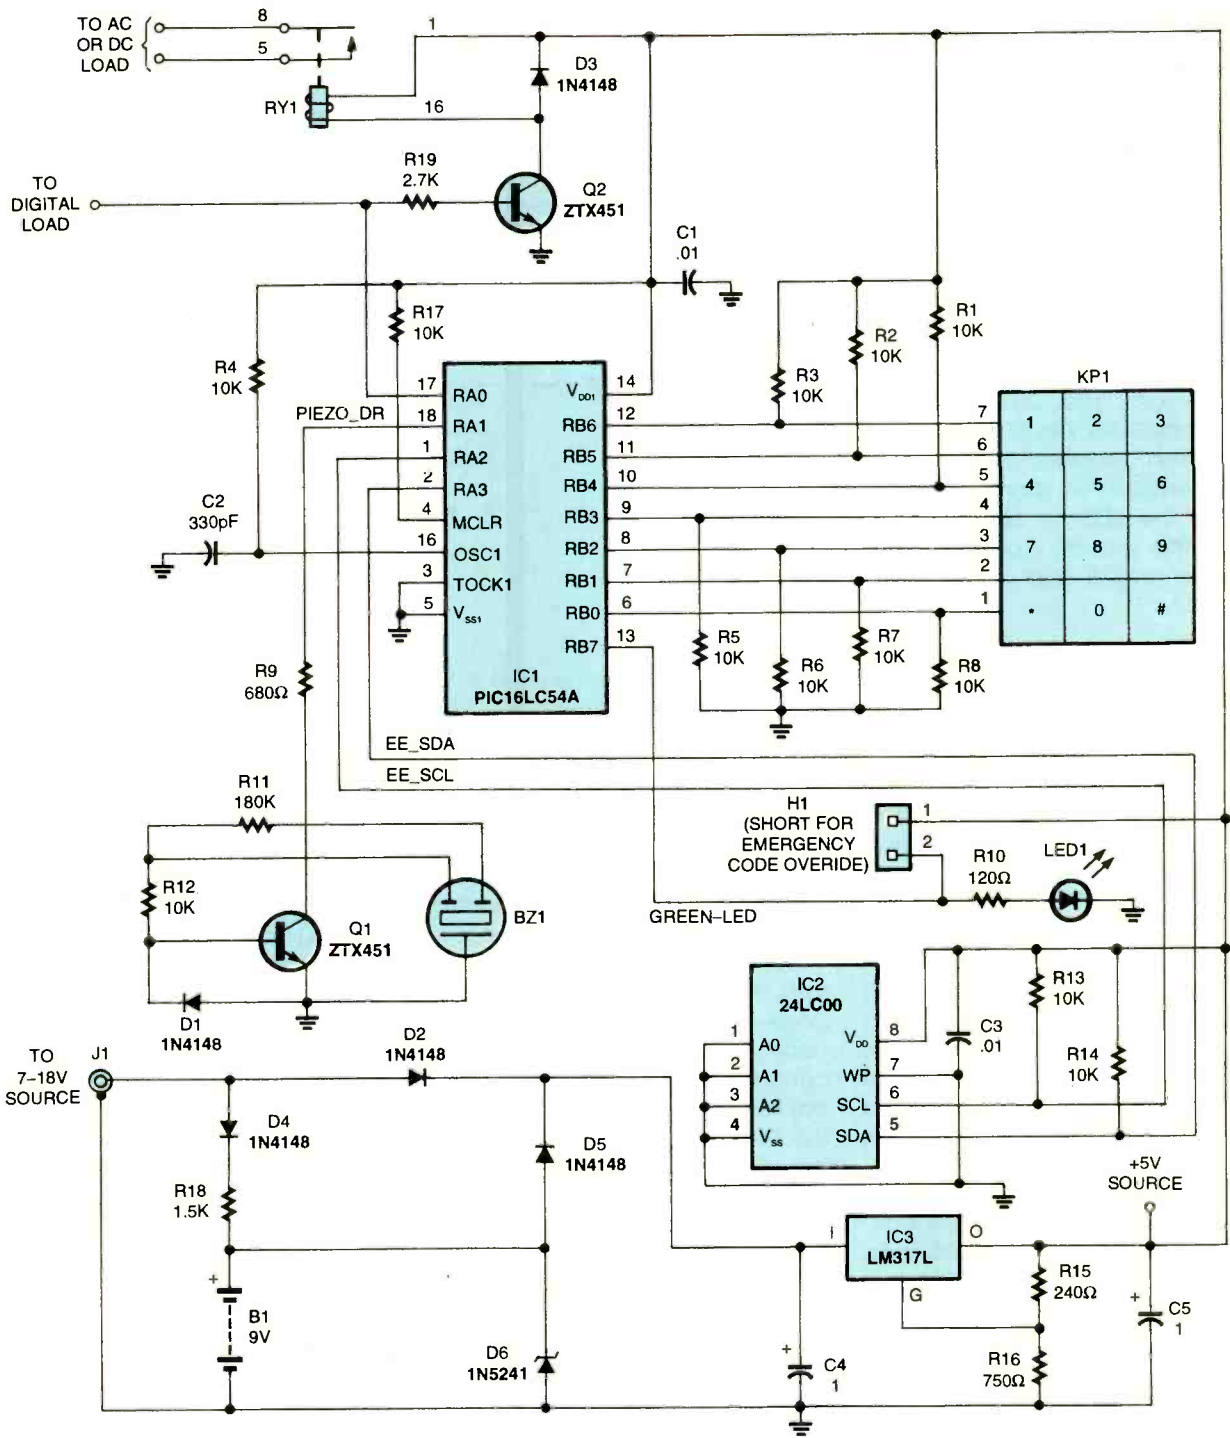 TO AC
OR DC
LOAD
8
5
1
RY1
16
D3
1N4148
R19
2.7K
Q2
ZTX451
TO
DIGITAL
LOAD
C1
.01
R17
10K
R4
10K
R1
10K
R2
10K
R3
10K
KP1
PIEZO_DR
17
18
1
2
4
16
3
5
RA0
RA1
RA2
RA3
MCLR
OSC1
TOCK1
VSS1
VDD1
RB6
RB5
RB4
RB3
RB2
RB1
RB0
RB7
14
12
11
10
9
8
7
6
13
IC1
PIC16LC54A
7
6
5
4
3
2
1
1 2 3
4 5 6
7 8 9
* 0 #
C2
330pF
R5
10K
R6
10K
R7
10K
R8
10K
R9
680Ω
EE_SDA
EE_SCL
R11
180K
R12
10K
Q1
ZTX451
BZ1
D1
1N4148
H1
(SHORT FOR
EMERGENCY
CODE OVERIDE)
1
2
R10
120Ω
LED1
GREEN–LED
IC2
24LC00
1
2
3
4
A0
A1
A2
VSS
VDD
WP
SCL
SDA
8
7
6
5
C3
.01
R13
10K
R14
10K
TO
7–18V
SOURCE
J1
D2
1N4148
D4
1N4148
R18
1.5K
D5
1N4148
+
B1
9V
D6
1N5241
+5V
SOURCE
I
IC3
LM317L
O
G
R15
240Ω
R16
750Ω
+
C4
1
+
C5
1